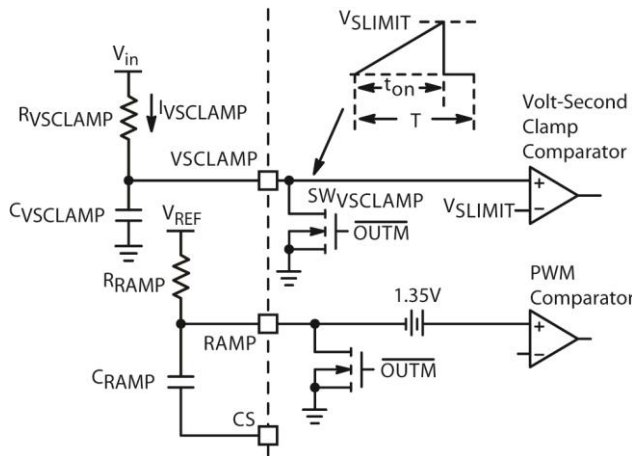 VSLIMIT
ton
T
Vin
RVSCLAMP
IVSCLAMP
VSCLAMP
CVSCLAMP
SWVSCLAMP
OUTM
Volt-Second
Clamp
Comparator
+
VSLIMIT
−
VREF
RRAMP
RAMP
1.35V
PWM
Comparator
+
−
OUTM
CRAMP
CS